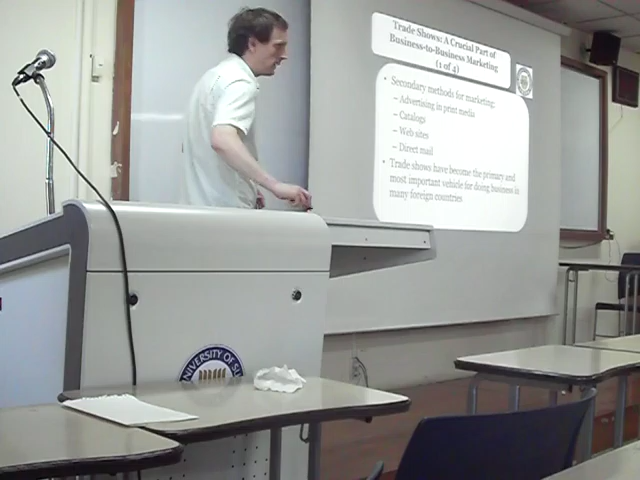 Trade Shows: A Crucial Part of
Business-to-Business Marketing
(1 of 4)
• Secondary methods for marketing:
– Advertising in print media
– Catalogs
– Web sites
– Direct mail
• Trade shows have become the primary and
most important vehicle for doing business in
many foreign countries
UNIVERSITY OF